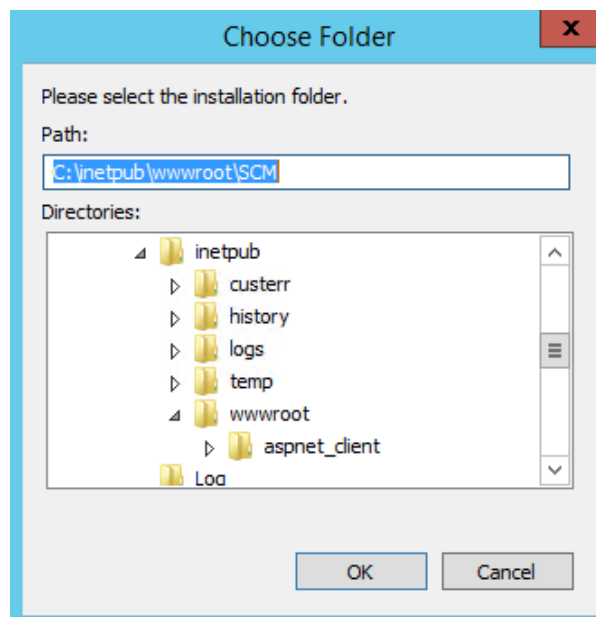 Choose Folder
x
Please select the installation folder.
Path:
C:\inetpub\wwwroot\SCM
Directories:
inetpub
custerr
history
logs
temp
wwwroot
aspnet_client
Log
OK
Cancel